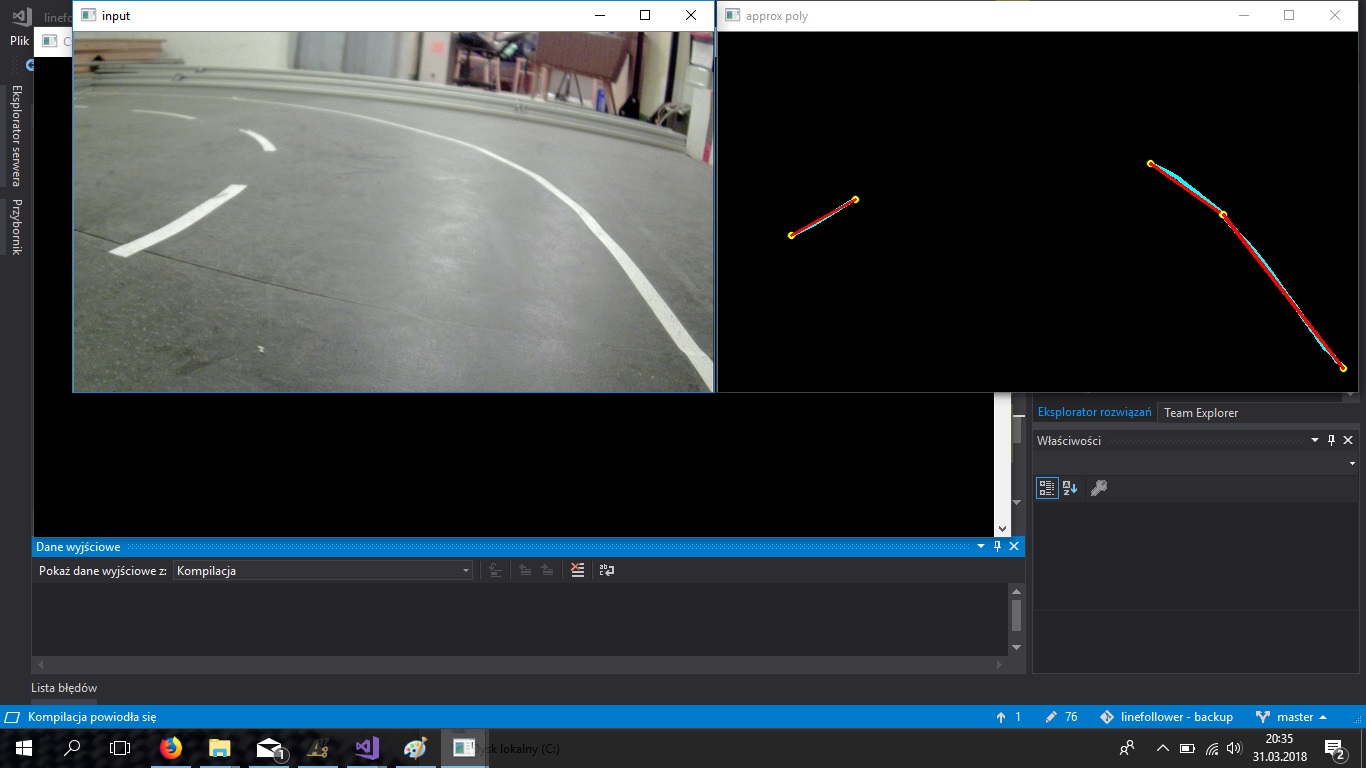 linefo
input
approx poly
Plik
C
Eksplorator serwera
Przybornik
Eksplorator rozwiązań
Team Explorer
Właściwości
Dane wyjściowe
Pokaż dane wyjściowe z:
Kompilacja
Lista błędów
Kompilacja powiodła się
1
76
linefollower - backup
master
1
Dysk lokalny (C:)
20:35
31.03.2018
2